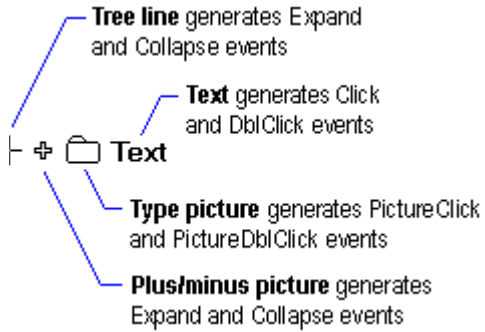 Tree line generates Expand
and Collapse events
Text generates Click
and DblClick events
Text
Type picture generates PictureClick
and PictureDblClick events
Plus/minus picture generates
Expand and Collapse events